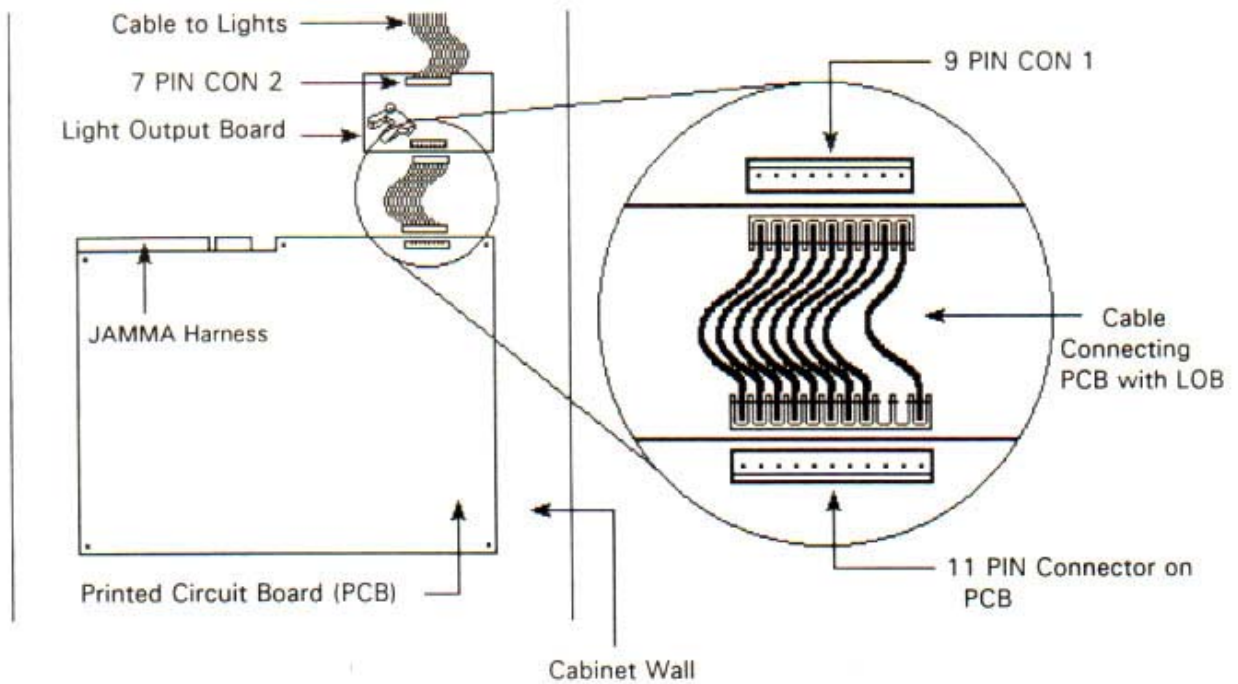 Cable to Lights
7 PIN CON 2
Light Output Board
JAMMA Harness
Printed Circuit Board (PCB)
Cabinet Wall
9 PIN CON 1
Cable
Connecting
PCB with LOB
11 PIN Connector on
PCB